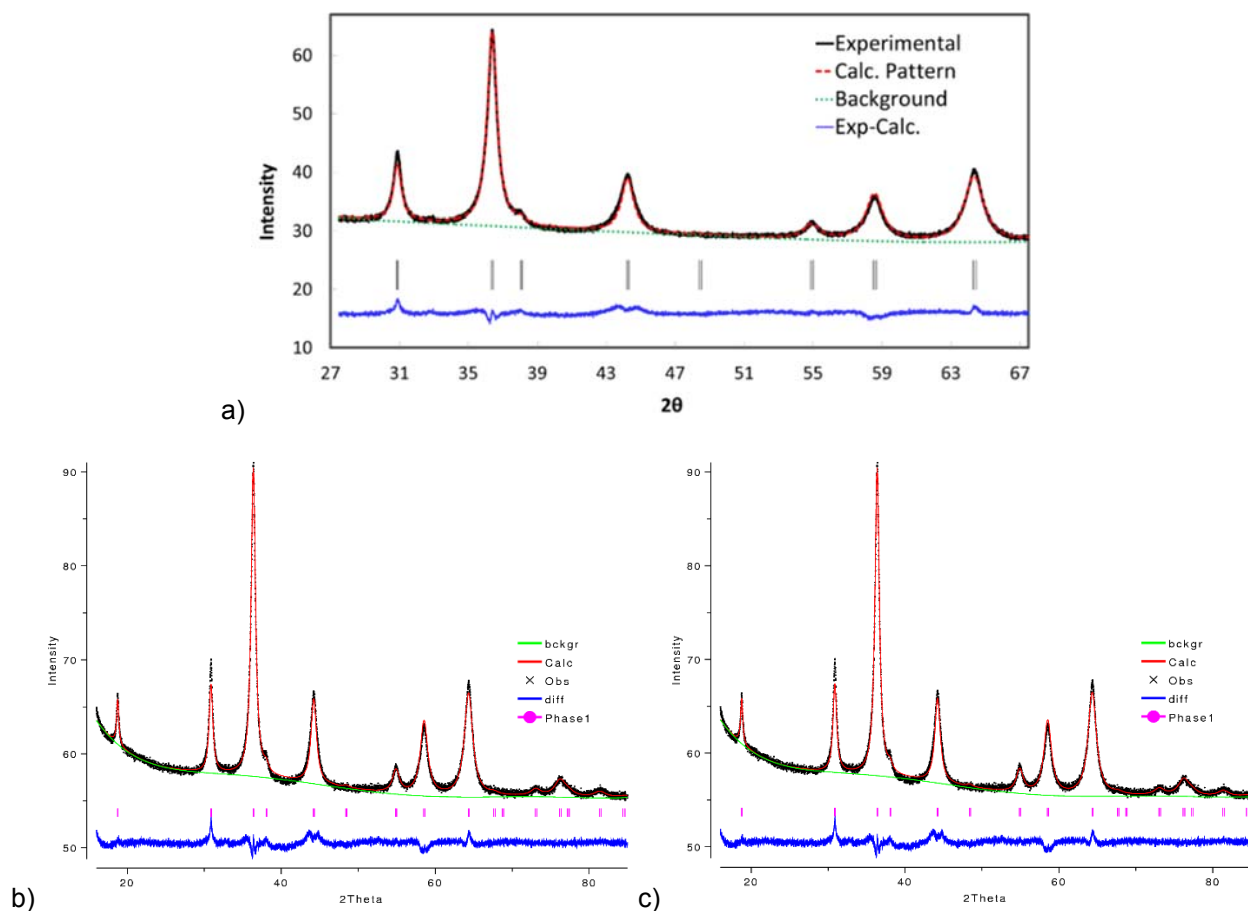 60
50
40
30
20
10
Intensity
Experimental
Calc. Pattern
Background
Exp-Calc.
27 31 35 39 43 47 51 55 59 63 67
2θ
a)
90
80
70
60
50
Intensity
bckgr
Calc
Obs
diff
Phase1
20 40 60 80
2Theta
b)
90
80
70
60
50
Intensity
bckgr
Calc
Obs
diff
Phase1
20 40 60 80
2Theta
c)